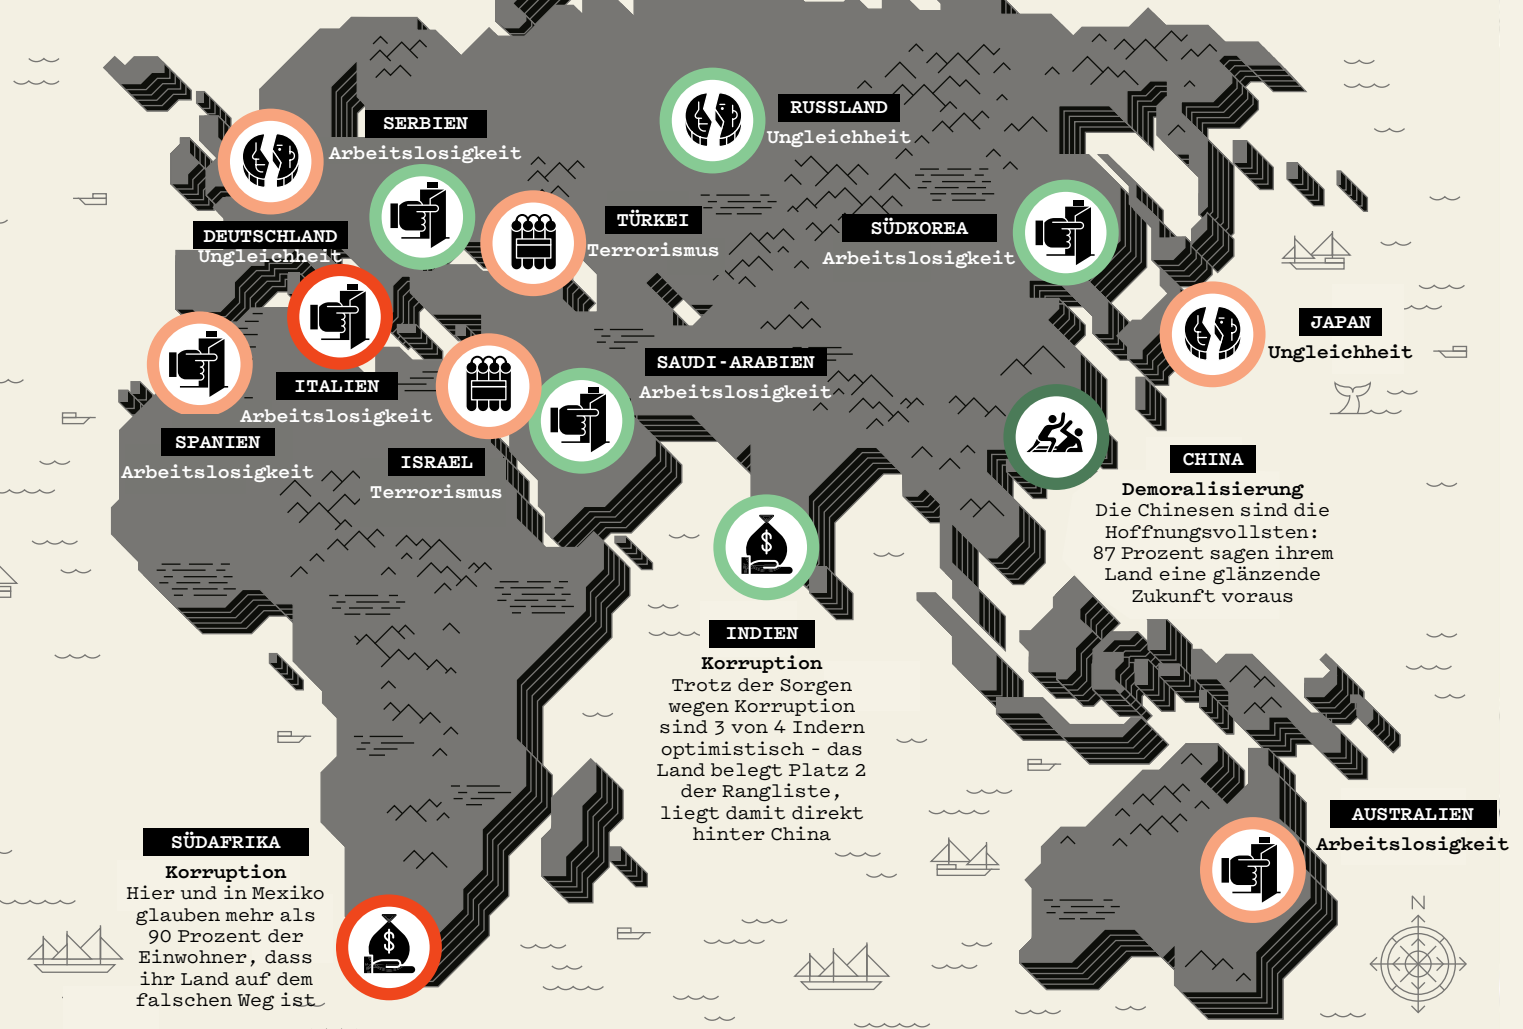 SERBIEN
Arbeitslosigkeit
RUSSLAND
Ungleichheit
DEUTSCHLAND
Ungleichheit
TÜRKEI
Terrorismus
SÜDKOREA
Arbeitslosigkeit
JAPAN
Ungleichheit
ITALIEN
Arbeitslosigkeit
SAUDI-ARABIEN
Arbeitslosigkeit
SPANIEN
Arbeitslosigkeit
ISRAEL
Terrorismus
CHINA
Demoralisierung
Die Chinesen sind die
Hoffnungsvollsten:
87 Prozent sagen ihrem
Land eine glänzende
Zukunft voraus
INDIEN
Korruption
Trotz der Sorgen
wegen Korruption
sind 3 von 4 Indern
optimistisch - das
Land belegt Platz 2
der Rangliste,
liegt damit direkt
hinter China
SÜDAFRIKA
Korruption
Hier und in Mexiko
glauben mehr als
90 Prozent der
Einwohner, dass
ihr Land auf dem
falschen Weg ist
AUSTRALIEN
Arbeitslosigkeit
N
$
$